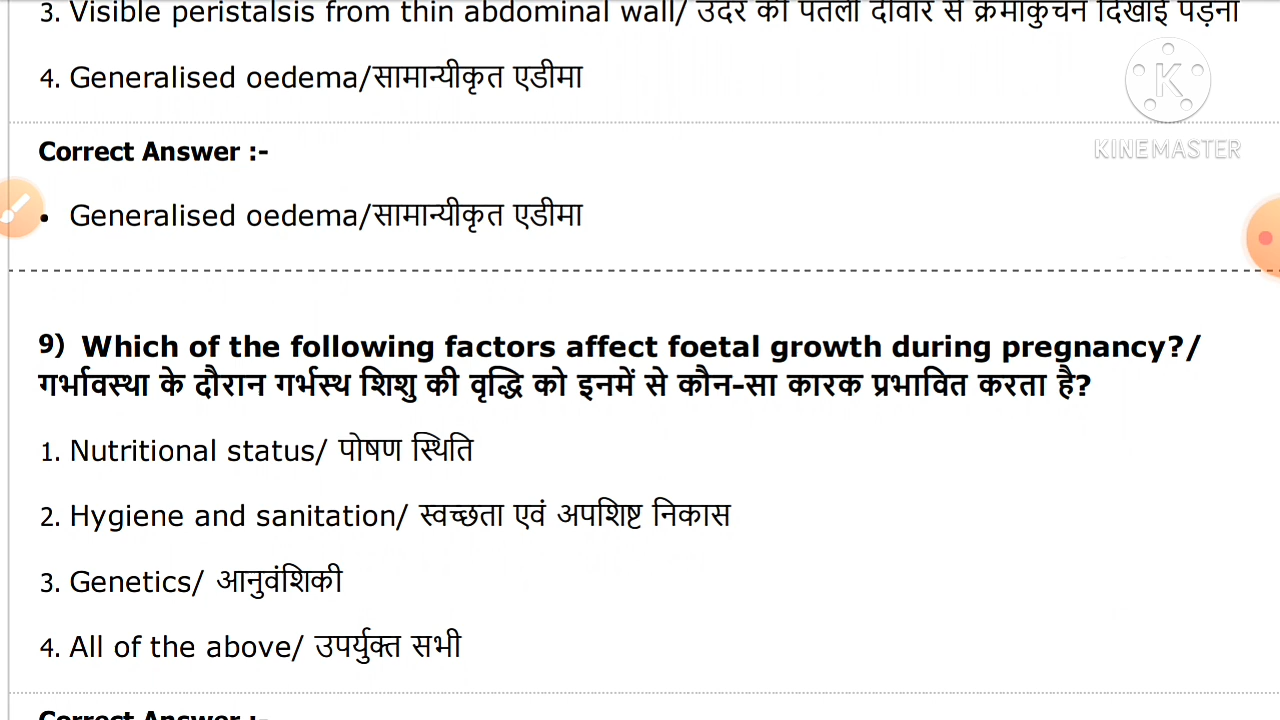 3. Visible peristalsis from thin abdominal wall/ उदर की पतली दीवार से क्रमाकुंचन दिखाई पड़ना
4. Generalised oedema/सामान्यीकृत एडीमा
K
KINEMASTER
Correct Answer :-
• Generalised oedema/सामान्यीकृत एडीमा
9) Which of the following factors affect foetal growth during pregnancy?/
गर्भावस्था के दौरान गर्भस्थ शिशु की वृद्धि को इनमें से कौन-सा कारक प्रभावित करता है?
1. Nutritional status/ पोषण स्थिति
2. Hygiene and sanitation/ स्वच्छता एवं अपशिष्ट निकास
3. Genetics/ आनुवंशिकी
4. All of the above/ उपर्युक्त सभी
Correct Answer :-